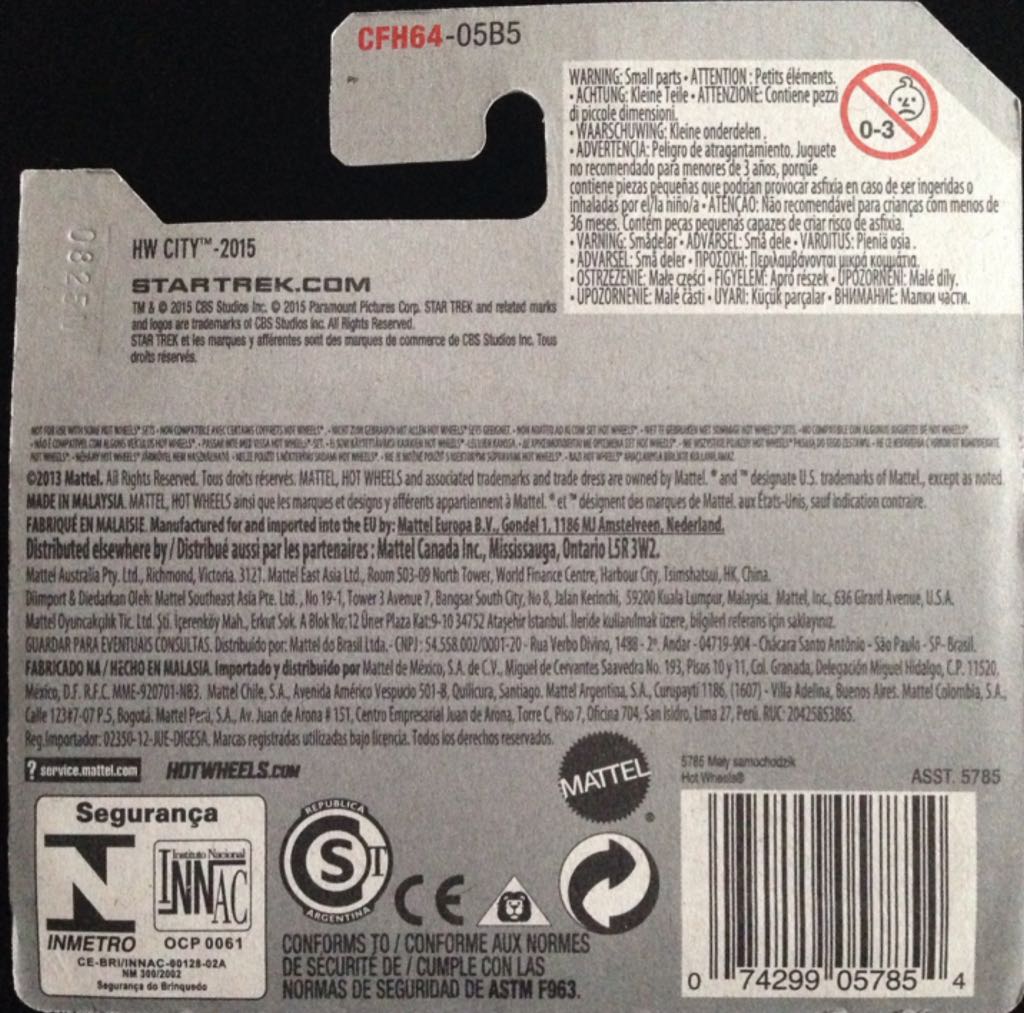 CFH64-05B5
WARNING: Small parts • ATTENTION : Petits éléments.
• ACHTUNG: Kleine Teile • ATTENZIONE: Contiene pezzi
di piccole dimensioni.
• WAARSCHUWING: Kleine onderdelen .
• ADVERTENCIA: Peligro de atragantamiento. Juguete
no recomendado para menores de 3 años, porque
contiene piezas pequeñas que podrían provocar asfixia en caso de ser ingeridas o
inhaladas por el/la niño/a • ATENÇÃO: Não recomendável para crianças com menos de
36 meses. Contém peças pequenas capazes de criar risco de asfixia.
• VARNING: Smådelar • ADVARSEL: Små dele • VAROITUS: Pieniä osia .
• ADVARSEL: Små deler • ΠΡΟΣΟΧΗ: Περιλαμβάνονται μικρά κομμάτια.
• OSTRZEŻENIE: Małe części • FIGYELEM: Apró részek • UPOZORNĚNÍ: Malé díly.
• UPOZORNENIE: Malé časti • UYARI: Küçük parçalar • ВНИМАНИЕ: Малки части.
0-3
HW CITY™-2015
STARTREK.COM
TM & © 2015 CBS Studios Inc. © 2015 Paramount Pictures Corp. STAR TREK and related marks
and logos are trademarks of CBS Studios Inc. All Rights Reserved.
STAR TREK et les marques y afférentes sont des marques de commerce de CBS Studios Inc. Tous
droits réservés.
NOT FOR USE WITH SOME HOT WHEELS® SETS • NON COMPATIBLE AVEC CERTAINS COFFRETS HOT WHEELS®
©2013 Mattel. All Rights Reserved. Tous droits réservés. MATTEL, HOT WHEELS and associated trademarks and trade dress are owned by Mattel. ® and ™ designate U.S. trademarks of Mattel., except as noted.
MADE IN MALAYSIA. MATTEL, HOT WHEELS ainsi que les marques et designs y afférents appartiennent à Mattel. ® et ™ désignent des marques de Mattel. aux États-Unis, sauf indication contraire.
FABRIQUÉ EN MALAISIE. Manufactured for and imported into the EU by: Mattel Europa B.V., Gondel 1, 1186 MJ Amstelveen, Nederland.
Distributed elsewhere by / Distribué aussi par les partenaires : Mattel Canada Inc., Mississauga, Ontario L5R 3W2.
Mattel Australia Pty. Ltd., Richmond, Victoria. 3121. Mattel East Asia Ltd., Room 503-09 North Tower, World Finance Centre, Harbour City, Tsimshatsui, HK, China.
Diimport & Diedarkan Oleh: Mattel Southeast Asia Pte. Ltd. , No 19-1, Tower 3 Avenue 7, Bangsar South City, No 8, Jalan Kerinchi, 59200 Kuala Lumpur, Malaysia. Mattel, Inc., 636 Girard Avenue, U.S.A.
Mattel Oyuncakçılık Tic. Ltd. Şti. İçerenköy Mah., Erkut Sok. A Blok No:12 Üner Plaza Kat:9-10 34752 Ataşehir İstanbul. İleride kullanılmak üzere, bilgileri referans için saklayınız.
GUARDAR PARA EVENTUAIS CONSULTAS. Distribuído por: Mattel do Brasil Ltda.- CNPJ : 54.558.002/0001-20 - Rua Verbo Divino, 1488 - 2º. Andar - 04719-904 - Chácara Santo Antônio - São Paulo - SP- Brasil.
FABRICADO NA / HECHO EN MALASIA. Importado y distribuido por Mattel de México, S.A. de C.V., Miguel de Cervantes Saavedra No. 193, Pisos 10 y 11, Col. Granada, Delegación Miguel Hidalgo, C.P. 11520,
México, D.F. R.F.C. MME-920701-NB3. Mattel Chile, S.A., Avenida Américo Vespucio 501-B, Quilicura, Santiago. Mattel Argentina, S.A., Curupaytí 1186, (1607) - Villa Adelina, Buenos Aires. Mattel Colombia, S.A.,
Calle 123#7-07 P.5, Bogotá. Mattel Perú, S.A., Av. Juan de Arona # 151, Centro Empresarial Juan de Arona, Torre C, Piso 7, Oficina 704, San Isidro, Lima 27, Perú. RUC: 20425853865.
Reg.Importador: 02350-12-JUE-DIGESA. Marcas registradas utilizadas bajo licencia. Todos los derechos reservados.
? service.mattel.com HOTWHEELS.COM
MATTEL
5785 Mały samochodzik
Hot Wheels®
ASST. 5785
Segurança
Instituto Nacional
INNAC
INMETRO OCP 0061
CE-BRI/INNAC-00128-02A
NM 300/2002
Segurança do Brinquedo
REPUBLICA
S T
ARGENTINA
CE
CONFORMS TO / CONFORME AUX NORMES
DE SÉCURITÉ DE / CUMPLE CON LAS
NORMAS DE SEGURIDAD DE ASTM F963.
0 74299 05785 4